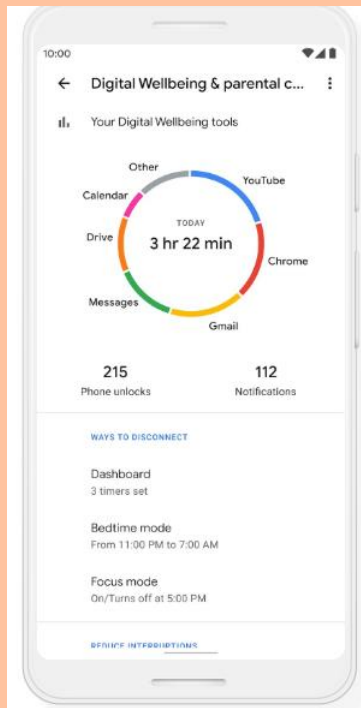 10:00
Digital Wellbeing & parental c...
Your Digital Wellbeing tools
Other
YouTube
Calendar
TODAY
Drive
3 hr 22 min
Chrome
Messages
Gmail
215
112
Phone unlocks
Notifications
WAYS TO DISCONNECT
Dashboard
3 timers set
Bedtime mode
From 11:00 PM to 7:00 AM
Focus mode
On/Turns off at 5:00 PM
REDUCE INTERRUPTIONS